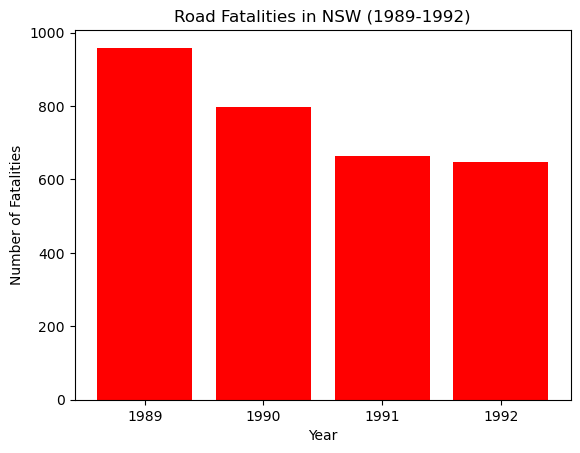 Road Fatalities in NSW (1989-1992)
1000
800
600
400
200
0
Number of Fatalities
1989 1990 1991 1992
Year